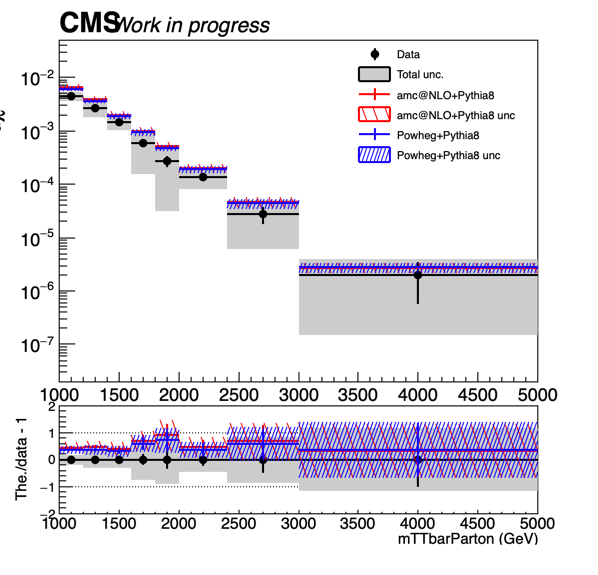 CMS Work in progress
Data
Total unc.
amc@NLO+Pythia8
amc@NLO+Pythia8 unc
Powheg+Pythia8
Powheg+Pythia8 unc
10⁻²
10⁻³
10⁻⁴
10⁻⁵
10⁻⁶
10⁻⁷
1000 1500 2000 2500 3000 3500 4000 4500 5000
The./data - 1
2
1
0
−1
−2
1000 1500 2000 2500 3000 3500 4000 4500 5000
mTTbarParton (GeV)